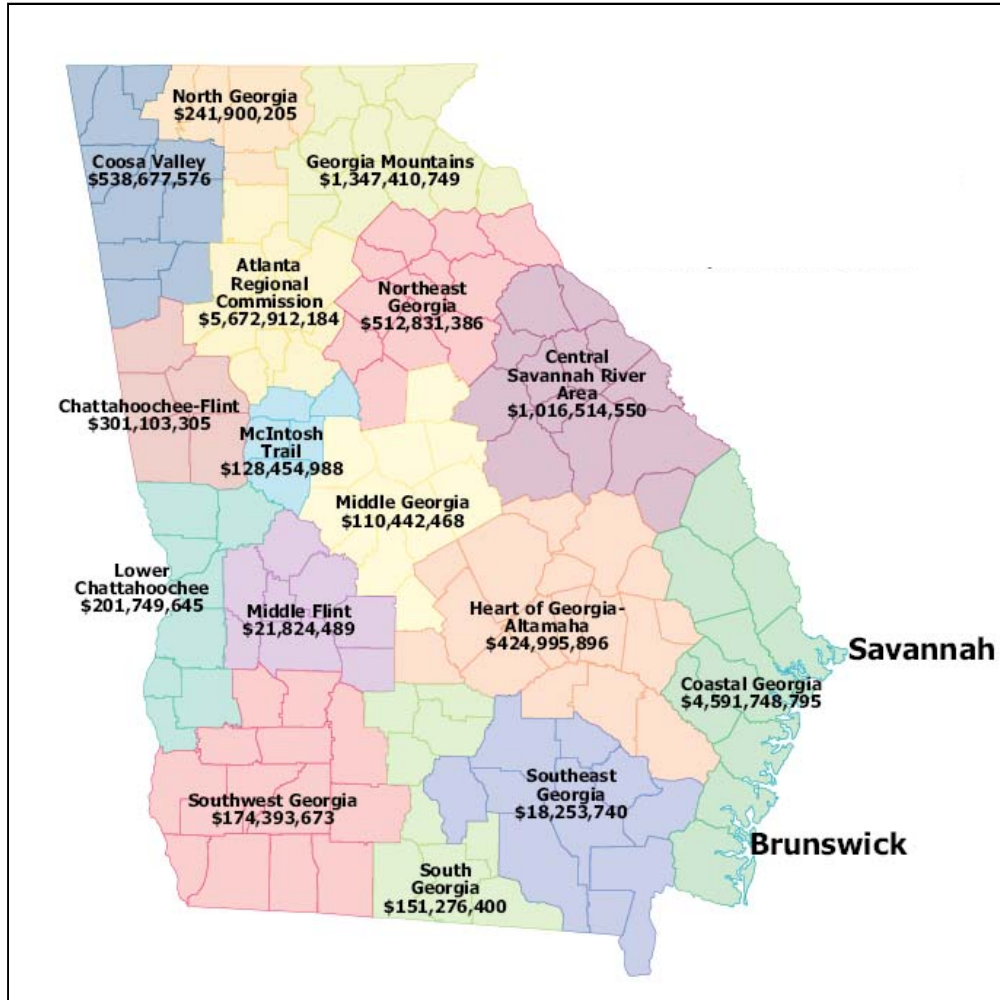 North Georgia
$241,900,205
Coosa Valley
$538,677,576
Georgia Mountains
$1,347,410,749
Atlanta
Regional
Commission
$5,672,912,184
Northeast
Georgia
$512,831,386
Central
Savannah River
Area
$1,016,514,550
Chattahoochee-Flint
$301,103,305
McIntosh
Trail
$128,454,988
Middle Georgia
$110,442,468
Lower
Chattahoochee
$201,749,645
Middle Flint
$21,824,489
Heart of Georgia-
Altamaha
$424,995,896
Savannah
Coastal Georgia
$4,591,748,795
Southwest Georgia
$174,393,673
Southeast
Georgia
$18,253,740
Brunswick
South
Georgia
$151,276,400